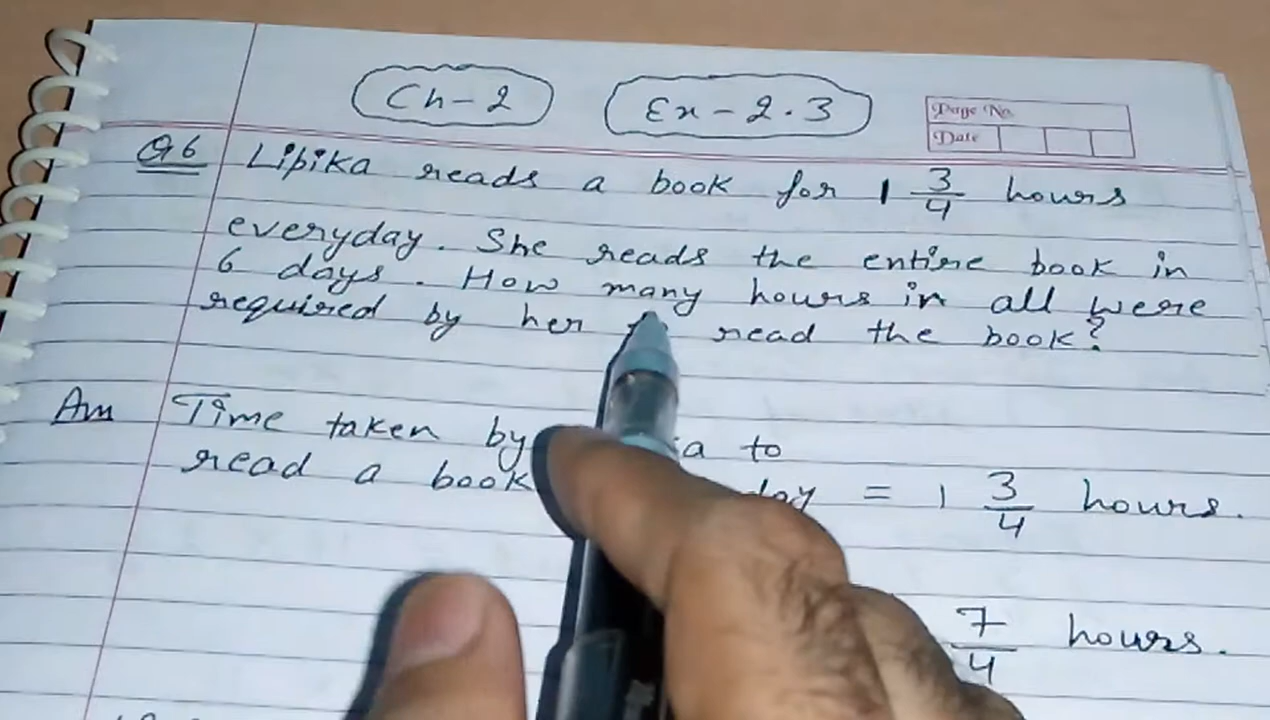 Ch-2 Ex-2.3
Page No.
Date
Q6 Lipika reads a book for 1 3/4 hours
everyday. She reads the entire book in
6 days. How many hours in all were
required by her read the book?
Ans Time taken by to
read a book day = 1 3/4 hours.
7/4 hours.